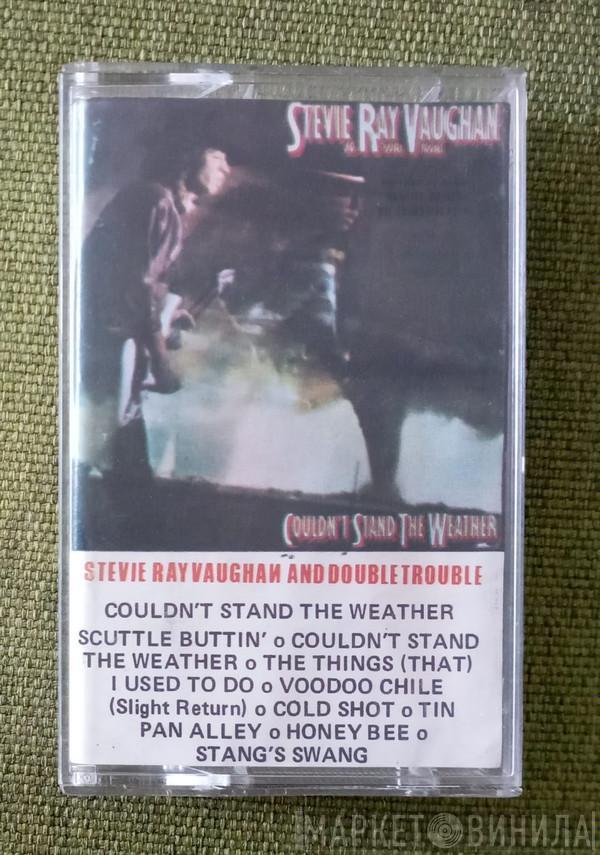 STEVIE RAY VAUGHAN
COULDN'T STAND THE WEATHER
STEVIE RAY VAUGHAN AND DOUBLE TROUBLE
COULDN'T STAND THE WEATHER
SCUTTLE BUTTIN' o COULDN'T STAND
THE WEATHER o THE THINGS (THAT)
I USED TO DO o VOODOO CHILE
(Slight Return) o COLD SHOT o TIN
PAN ALLEY o HONEY BEE o
STANG'S SWANG
МАРКЕТ ВИНИЛА